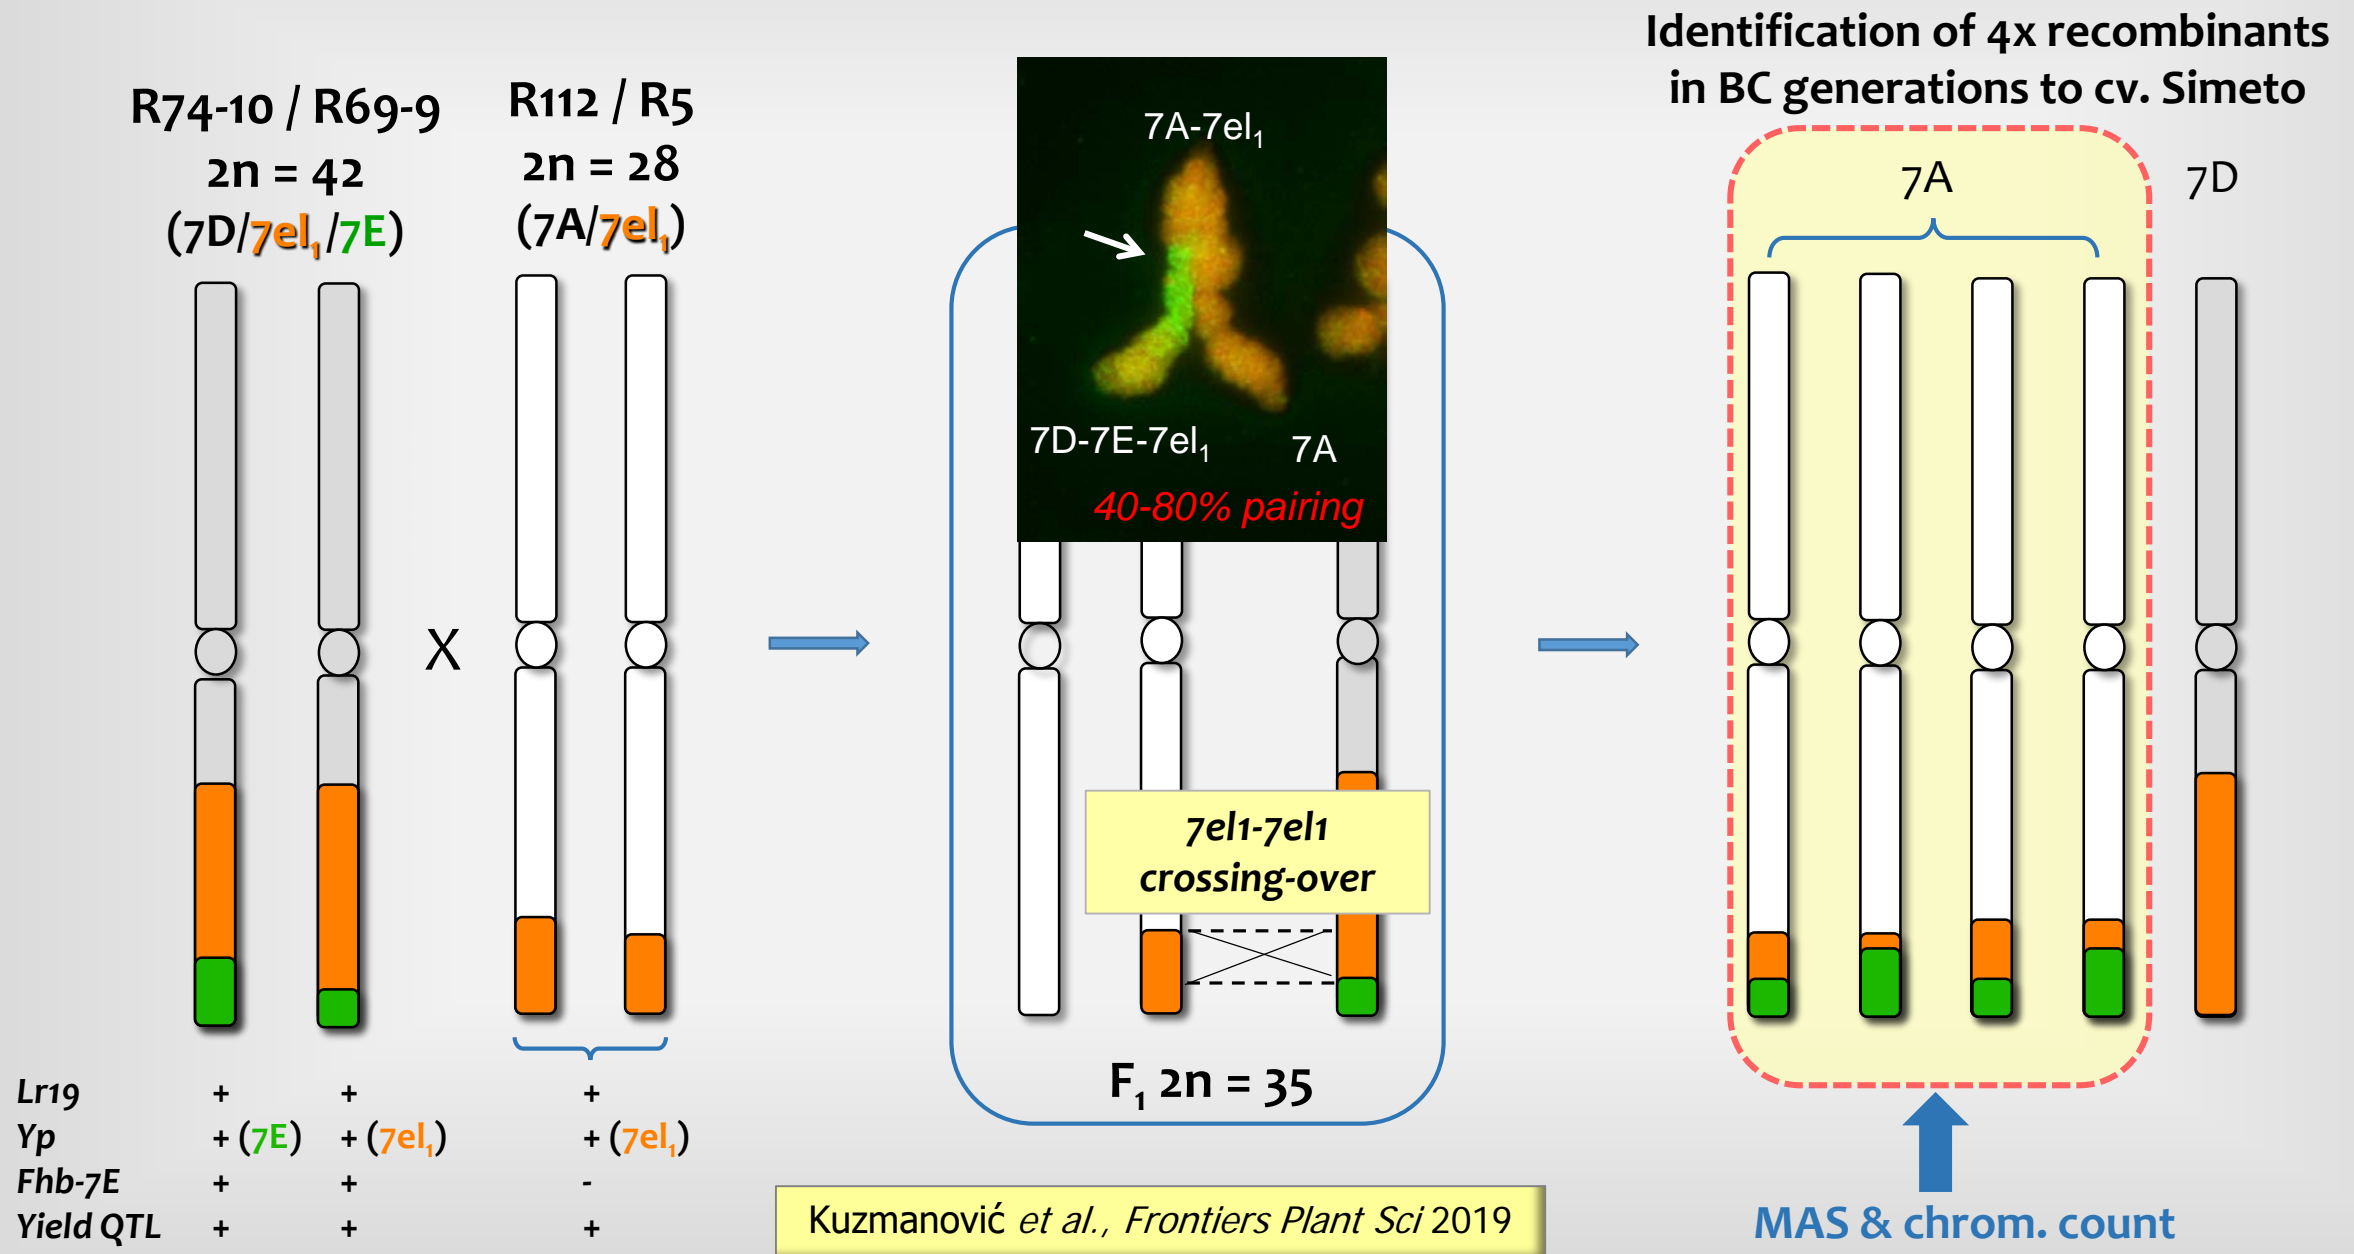 R74-10 / R69-9
2n = 42
(7D/7el₁/7E)
R112 / R5
2n = 28
(7A/7el₁)
X
Lr19 + + +
Yp + (7E) + (7el₁) + (7el₁)
Fhb-7E + + -
Yield QTL + + +
7A-7el₁
7D-7E-7el₁
7A
40-80% pairing
7el1-7el1
crossing-over
F₁ 2n = 35
Kuzmanović et al., Frontiers Plant Sci 2019
Identification of 4x recombinants
in BC generations to cv. Simeto
7A
7D
MAS & chrom. count